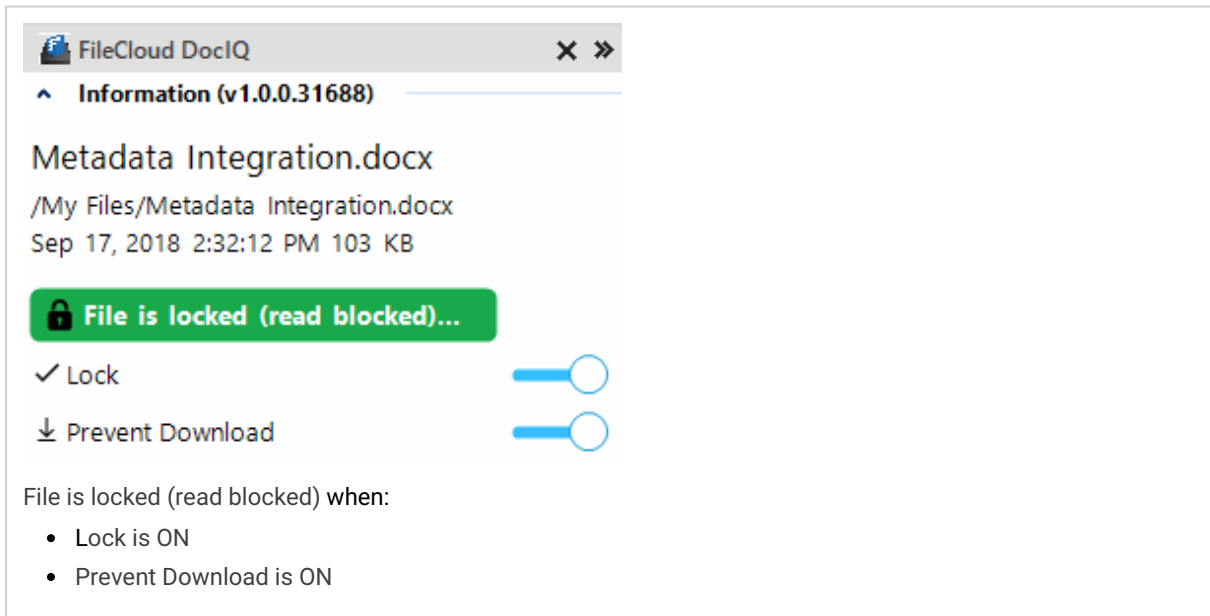 FileCloud DocIQ
Information (v1.0.0.31688)
Metadata Integration.docx
/My Files/Metadata Integration.docx
Sep 17, 2018 2:32:12 PM 103 KB
File is locked (read blocked)...
Lock
Prevent Download
File is locked (read blocked) when:
• Lock is ON
• Prevent Download is ON